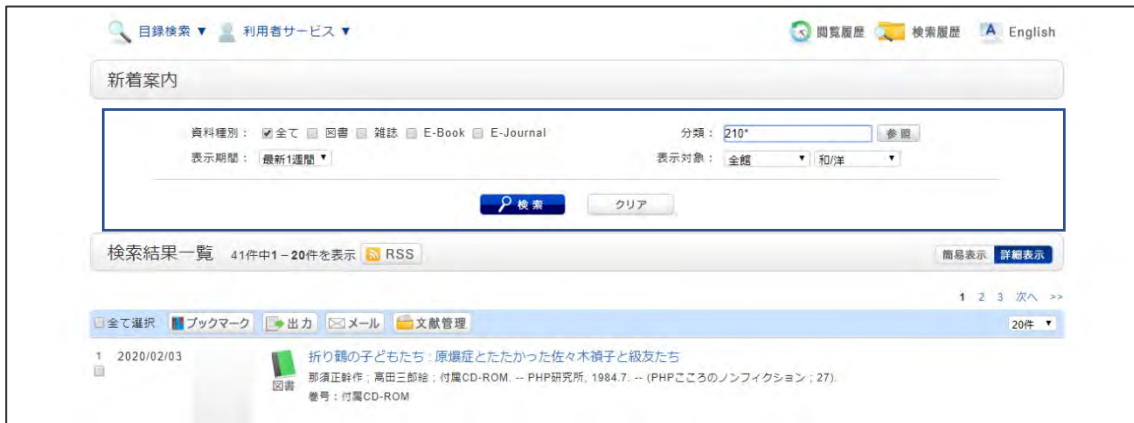 目録検索 ▼ 利用者サービス ▼ 閲覧履歴 検索履歴 A English
新着案内
資料種別： 全て 図書 雑誌 E-Book E-Journal 分類： 210* 参照
表示期間： 最新1週間 ▼ 表示対象： 全館 ▼ 和/洋 ▼
検索 クリア
検索結果一覧 41件中1－20件を表示 RSS 簡易表示 詳細表示
1 2 3 次へ >>
全て選択 ブックマーク 出力 メール 文献管理 20件 ▼
1 2020/02/03 折り鶴の子どもたち : 原爆症とたたかった佐々木禎子と級友たち
図書 那須正幹作 ; 高田三郎絵 ; 付属CD-ROM. -- PHP研究所, 1984.7. -- (PHPこころのノンフィクション ; 27).
巻号 : 付属CD-ROM